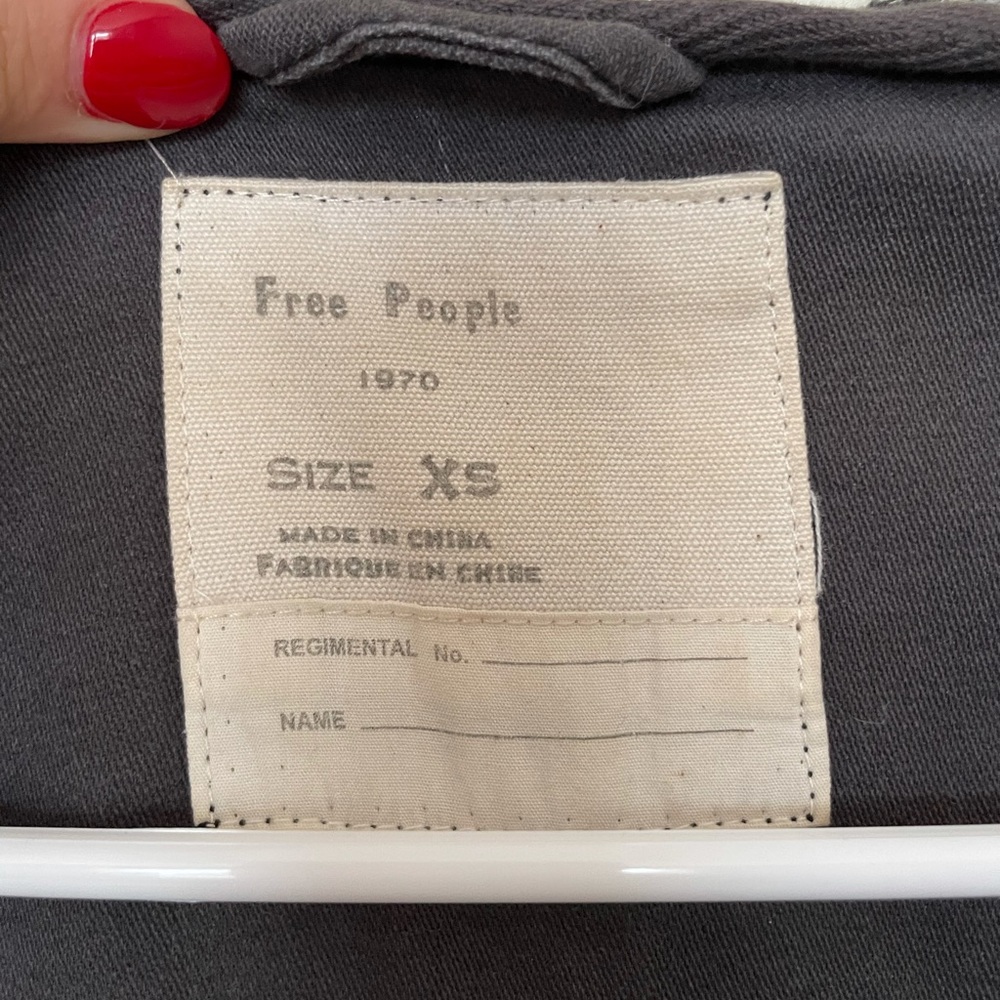 Free People
1970
SIZE XS
MADE IN CHINA
FABRIQUE EN CHINE
REGIMENTAL No.
NAME